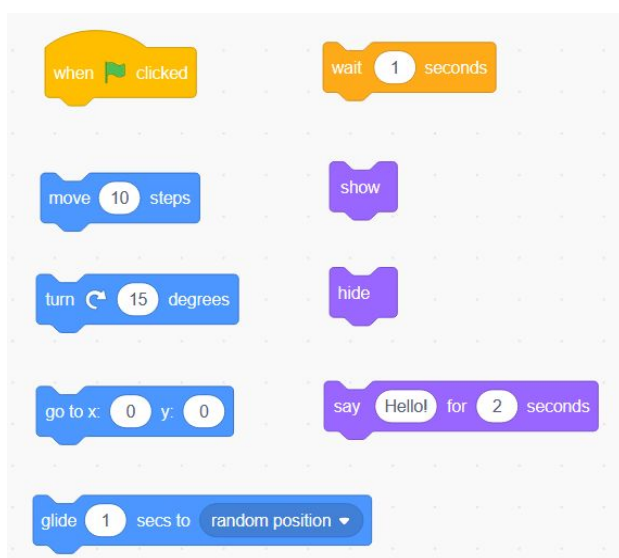 when clicked
move 10 steps
turn 15 degrees
go to x: 0 y: 0
glide 1 secs to random position
wait 1 seconds
show
hide
say Hello! for 2 seconds